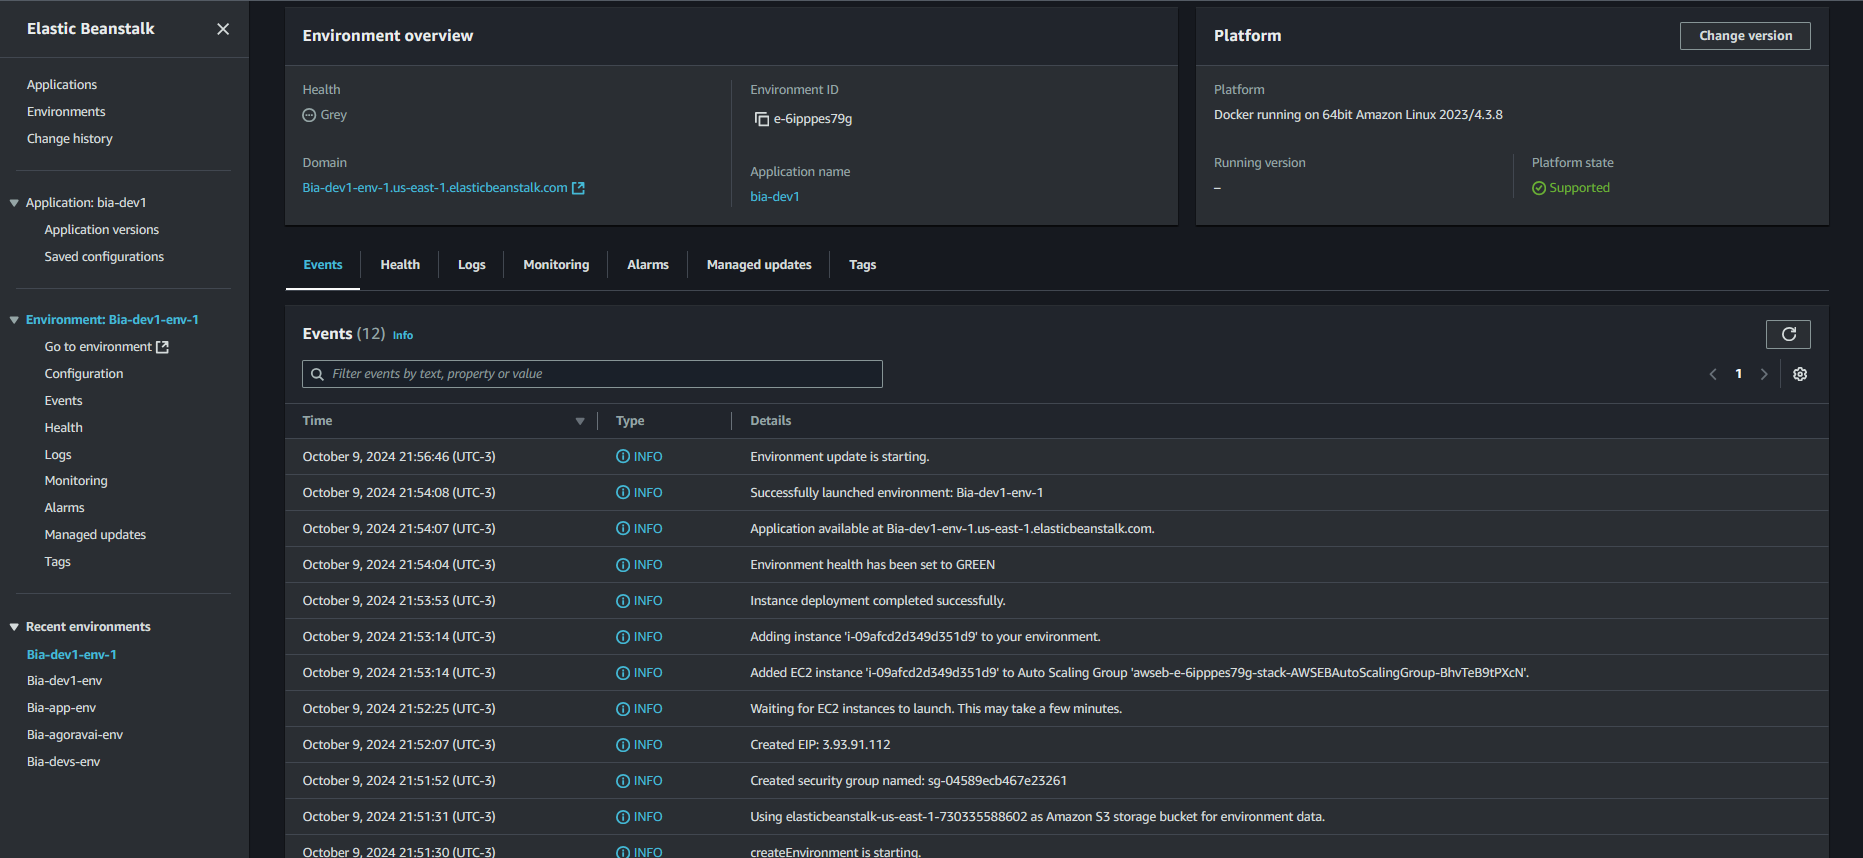 Elastic Beanstalk
Applications
Environments
Change history
Application: bia-dev1
Application versions
Saved configurations
Environment: Bia-dev1-env-1
Go to environment
Configuration
Events
Health
Logs
Monitoring
Alarms
Managed updates
Tags
Recent environments
Bia-dev1-env-1
Bia-dev1-env
Bia-app-env
Bia-agoravai-env
Bia-devs-env
Environment overview
Health
Grey
Domain
Bia-dev1-env-1.us-east-1.elasticbeanstalk.com
Environment ID
e-6ipppes79g
Application name
bia-dev1
Platform
Change version
Platform
Docker running on 64bit Amazon Linux 2023/4.3.8
Running version
–
Platform state
Supported
Events Health Logs Monitoring Alarms Managed updates Tags
Events (12) Info
Filter events by text, property or value
1
Time Type Details
October 9, 2024 21:56:46 (UTC-3) INFO Environment update is starting.
October 9, 2024 21:54:08 (UTC-3) INFO Successfully launched environment: Bia-dev1-env-1
October 9, 2024 21:54:07 (UTC-3) INFO Application available at Bia-dev1-env-1.us-east-1.elasticbeanstalk.com.
October 9, 2024 21:54:04 (UTC-3) INFO Environment health has been set to GREEN
October 9, 2024 21:53:53 (UTC-3) INFO Instance deployment completed successfully.
October 9, 2024 21:53:14 (UTC-3) INFO Adding instance 'i-09afcd2d349d351d9' to your environment.
October 9, 2024 21:53:14 (UTC-3) INFO Added EC2 instance 'i-09afcd2d349d351d9' to Auto Scaling Group 'awseb-e-6ipppes79g-stack-AWSEBAutoScalingGroup-BhvTeB9tPXcN'.
October 9, 2024 21:52:25 (UTC-3) INFO Waiting for EC2 instances to launch. This may take a few minutes.
October 9, 2024 21:52:07 (UTC-3) INFO Created EIP: 3.93.91.112
October 9, 2024 21:51:52 (UTC-3) INFO Created security group named: sg-04589ecb467e23261
October 9, 2024 21:51:31 (UTC-3) INFO Using elasticbeanstalk-us-east-1-730335588602 as Amazon S3 storage bucket for environment data.
October 9, 2024 21:51:30 (UTC-3) INFO createEnvironment is starting.